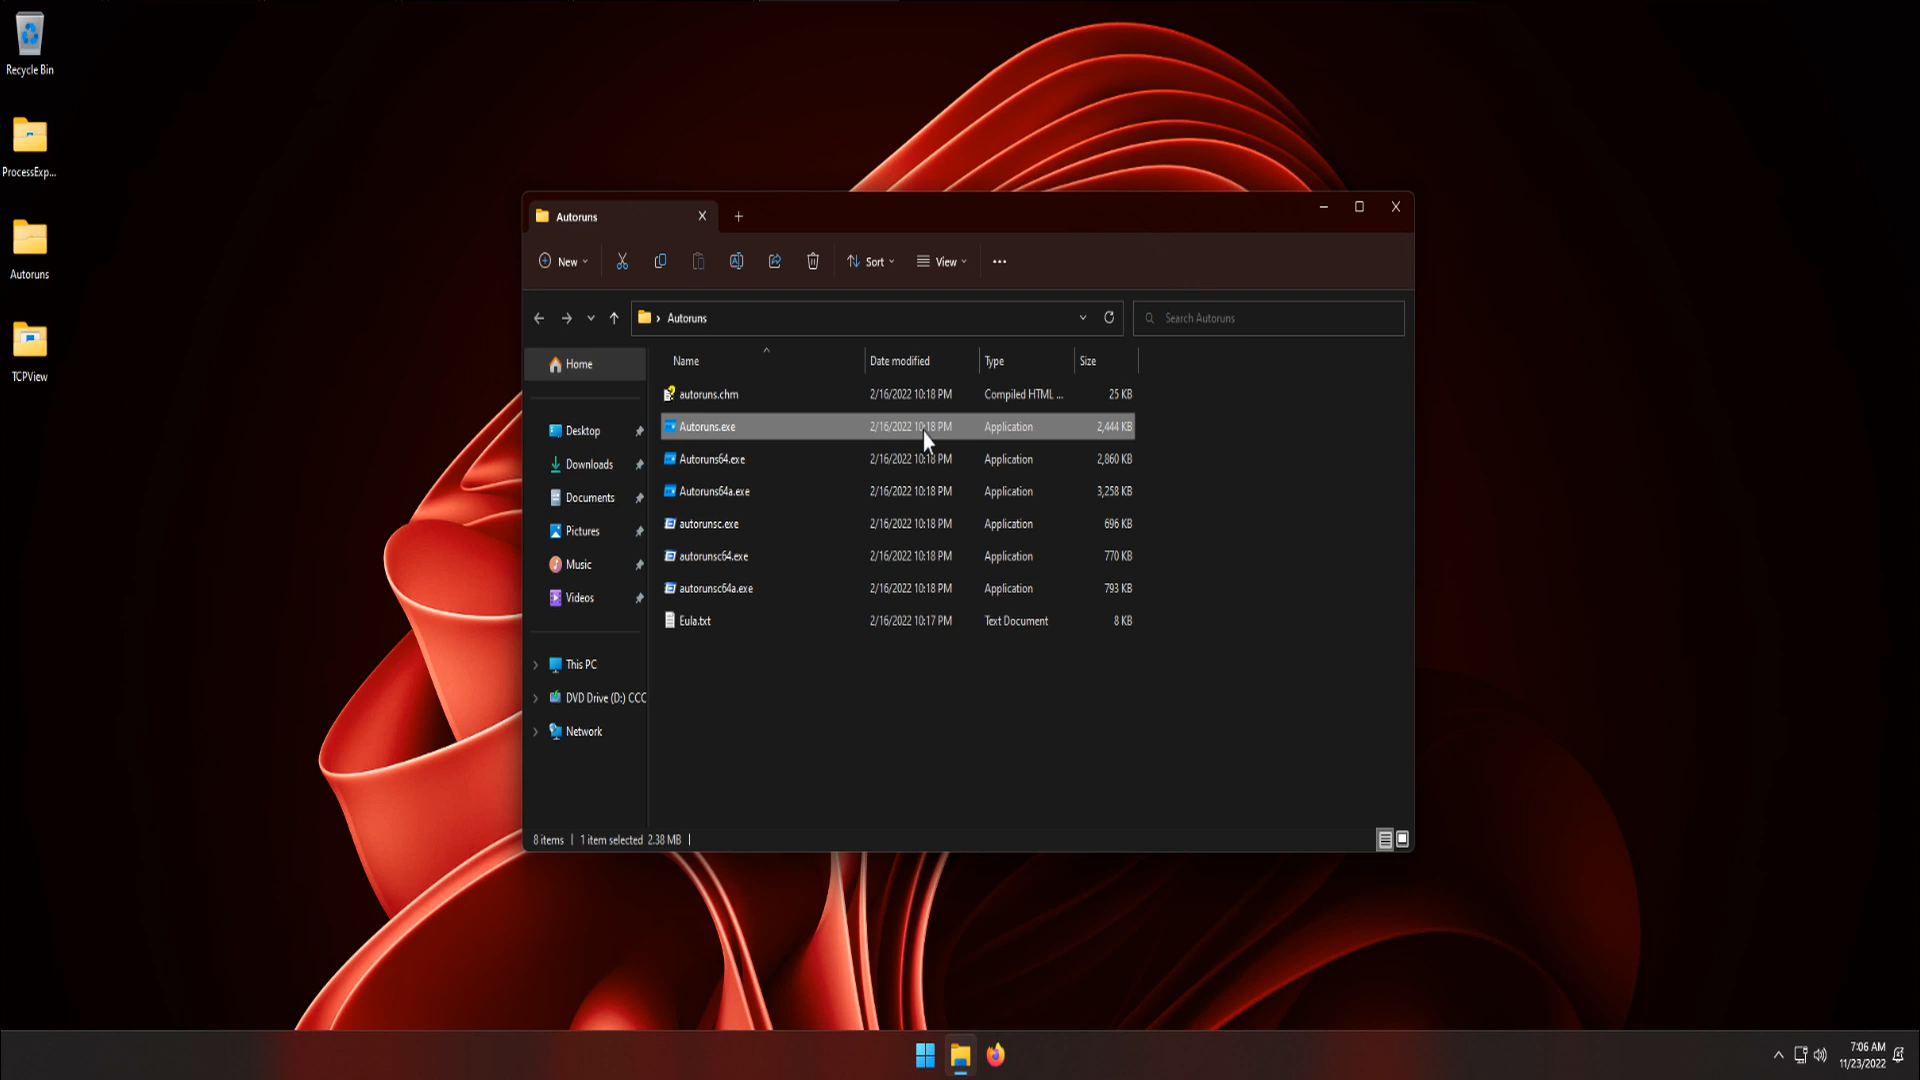 Recycle Bin
ProcessExp...
Autoruns
TCPView
Autoruns
New
Sort
View
Autoruns
Search Autoruns
Home
Desktop
Downloads
Documents
Pictures
Music
Videos
This PC
DVD Drive (D:) CCC
Network
Name Date modified Type Size
autoruns.chm 2/16/2022 10:18 PM Compiled HTML ... 25 KB
Autoruns.exe 2/16/2022 10:18 PM Application 2,444 KB
Autoruns64.exe 2/16/2022 10:18 PM Application 2,860 KB
Autoruns64a.exe 2/16/2022 10:18 PM Application 3,258 KB
autorunsc.exe 2/16/2022 10:18 PM Application 696 KB
autorunsc64.exe 2/16/2022 10:18 PM Application 770 KB
autorunsc64a.exe 2/16/2022 10:18 PM Application 793 KB
Eula.txt 2/16/2022 10:17 PM Text Document 8 KB
8 items | 1 item selected 2.38 MB |
7:06 AM
11/23/2022